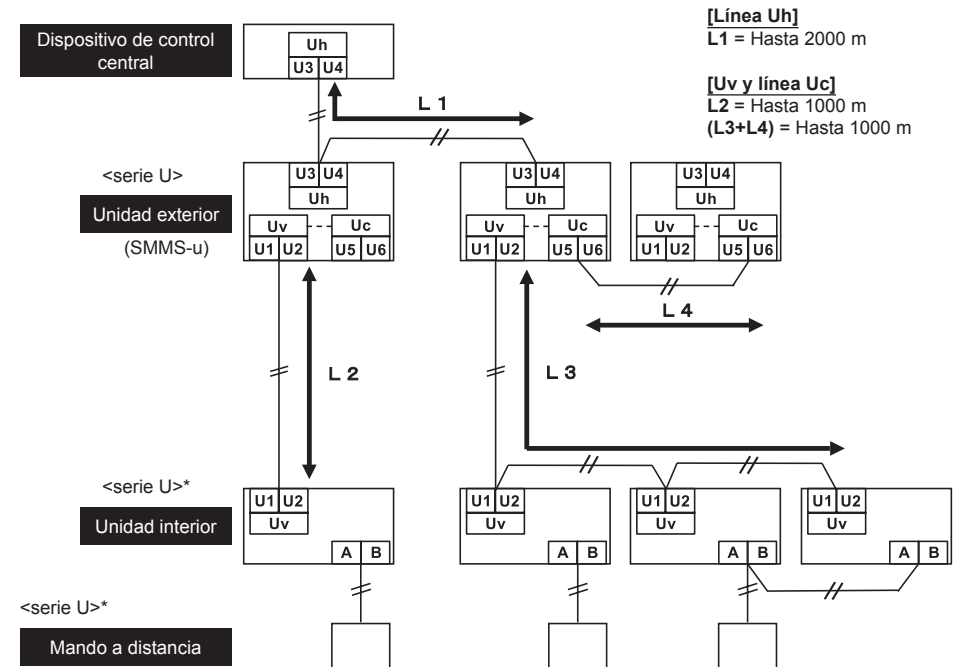 Dispositivo de control
central
Uh
U3 U4
L 1
[Línea Uh]
L1 = Hasta 2000 m
[Uv y línea Uc]
L2 = Hasta 1000 m
(L3+L4) = Hasta 1000 m
<serie U>
Unidad exterior
(SMMS-u)
U3 U4
Uh
Uv Uc
U1 U2 U5 U6
U3 U4
Uh
Uv Uc
U1 U2 U5 U6
U3 U4
Uh
Uv Uc
U1 U2 U5 U6
L 4
L 2
L 3
<serie U>*
Unidad interior
U1 U2
Uv
A B
U1 U2
Uv
A B
U1 U2
Uv
A B
U1 U2
Uv
A B
<serie U>*
Mando a distancia